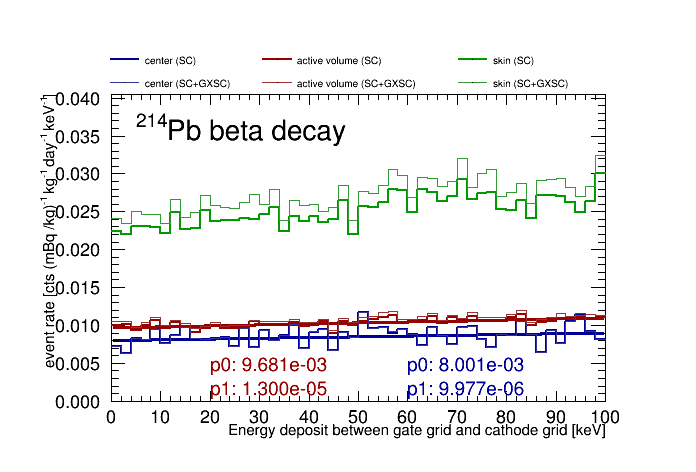 center (SC) active volume (SC) skin (SC)
center (SC+GXSC) active volume (SC+GXSC) skin (SC+GXSC)
event rate [cts (mBq /kg)⁻¹ kg⁻¹ day⁻¹ keV⁻¹]
0.040
0.035
0.030
0.025
0.020
0.015
0.010
0.005
0.000
²¹⁴Pb beta decay
p0: 9.681e-03 p0: 8.001e-03
p1: 1.300e-05 p1: 9.977e-06
0 10 20 30 40 50 60 70 80 90 100
Energy deposit between gate grid and cathode grid [keV]